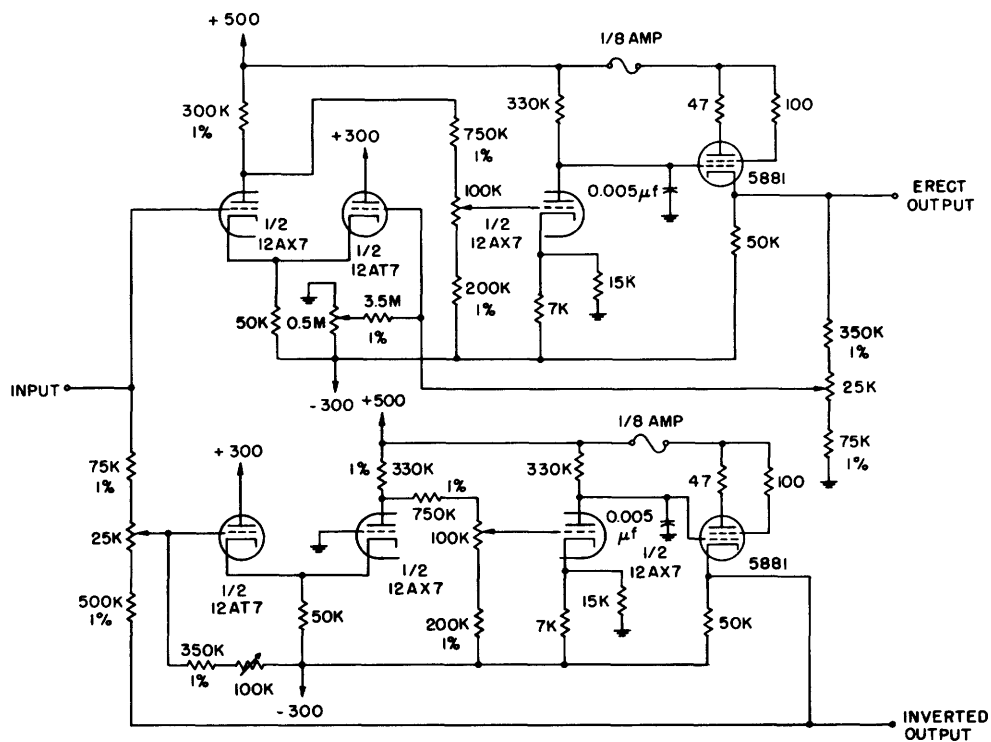 + 500
1/8 AMP
300K
1%
+300
750K
1%
330K
47
100
100K
5881
0.005μf
ERECT
OUTPUT
1/2
12AX7
1/2
12AT7
1/2
12AX7
50K
15K
200K
1%
3.5M
1%
50K
0.5M
7K
350K
1%
INPUT
25K
-300
+500
1/8 AMP
75K
1%
+ 300
75K
1%
1%
330K
330K
47
100
1%
750K
25K
100K
0.005
μf
1/2
12AX7
5881
1/2
12AT7
1/2
12AX7
500K
1%
50K
15K
200K
1%
7K
50K
350K
1%
100K
-300
INVERTED
OUTPUT